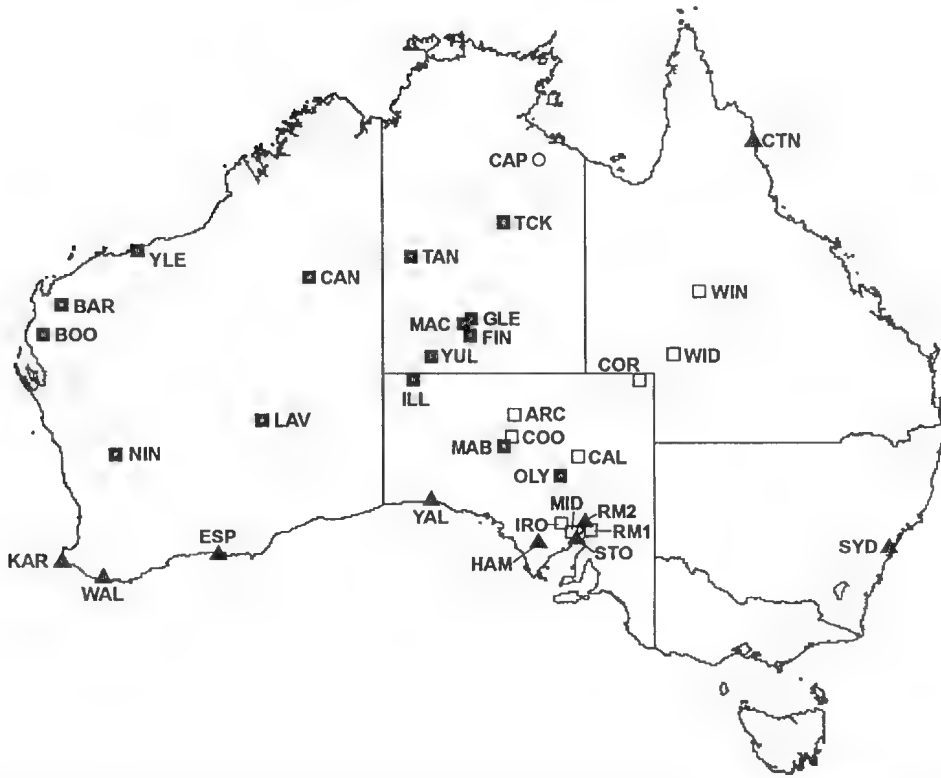 CTN
CAP
TCK
YLE
TAN
CAN
WIN
BAR
GLE
MAC
BOO
FIN
YUL
WID
COR
ILL
ARC
LAV
COO
MAB
NIN
CAL
OLY
MID
RM2
YAL
IRO
RM1
ESP
SYD
KAR
HAM
STO
WAL